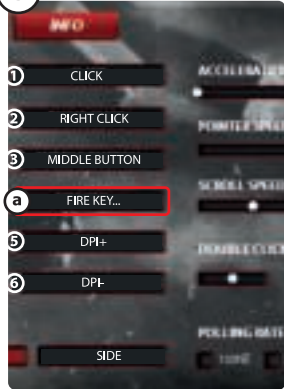 INFO
1 CLICK
ACCELERATION
2 RIGHT CLICK
POINTER SPEED
3 MIDDLE BUTTON
SCROLL SPEED
a FIRE KEY...
5 DPI+
DOUBLE CLICK
6 DPI-
POLLING RATE
SIDE